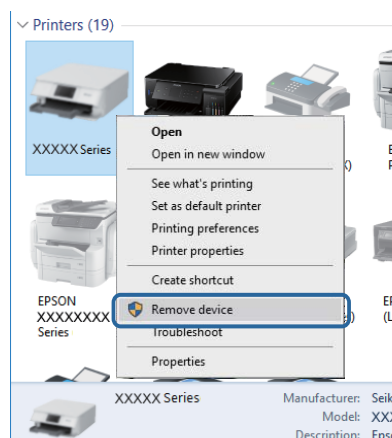 Printers (19)
XXXXX Series
Open
Open in new window
See what's printing
Set as default printer
Printing preferences
Printer properties
Create shortcut
Remove device
Troubleshoot
Properties
EPSON
XXXXXXXX
Series
XXXXX Series
Manufacturer:
Model:
Description: